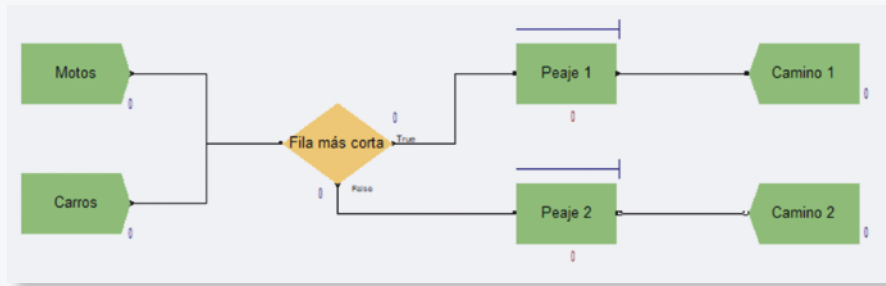 Motos
0
Carros
0
Fila más corta
0
True
0
False
Peaje 1
0
Peaje 2
0
Camino 1
0
Camino 2
0